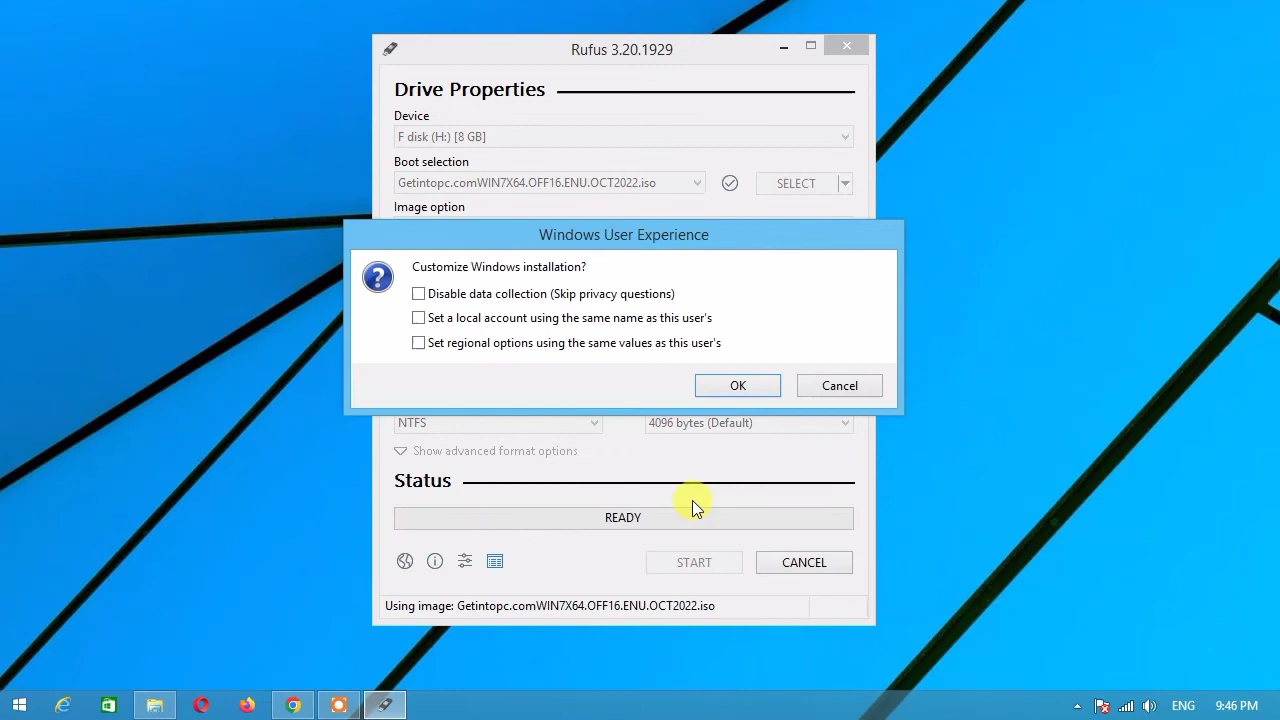 Rufus 3.20.1929
Drive Properties
Device
F disk (H:) [8 GB]
Boot selection
Getintopc.comWIN7X64.OFF16.ENU.OCT2022.iso
SELECT
Image option
Windows User Experience
Customize Windows installation?
Disable data collection (Skip privacy questions)
Set a local account using the same name as this user's
Set regional options using the same values as this user's
OK Cancel
NTFS 4096 bytes (Default)
Show advanced format options
Status
READY
START CANCEL
Using image: Getintopc.comWIN7X64.OFF16.ENU.OCT2022.iso
ENG 9:46 PM